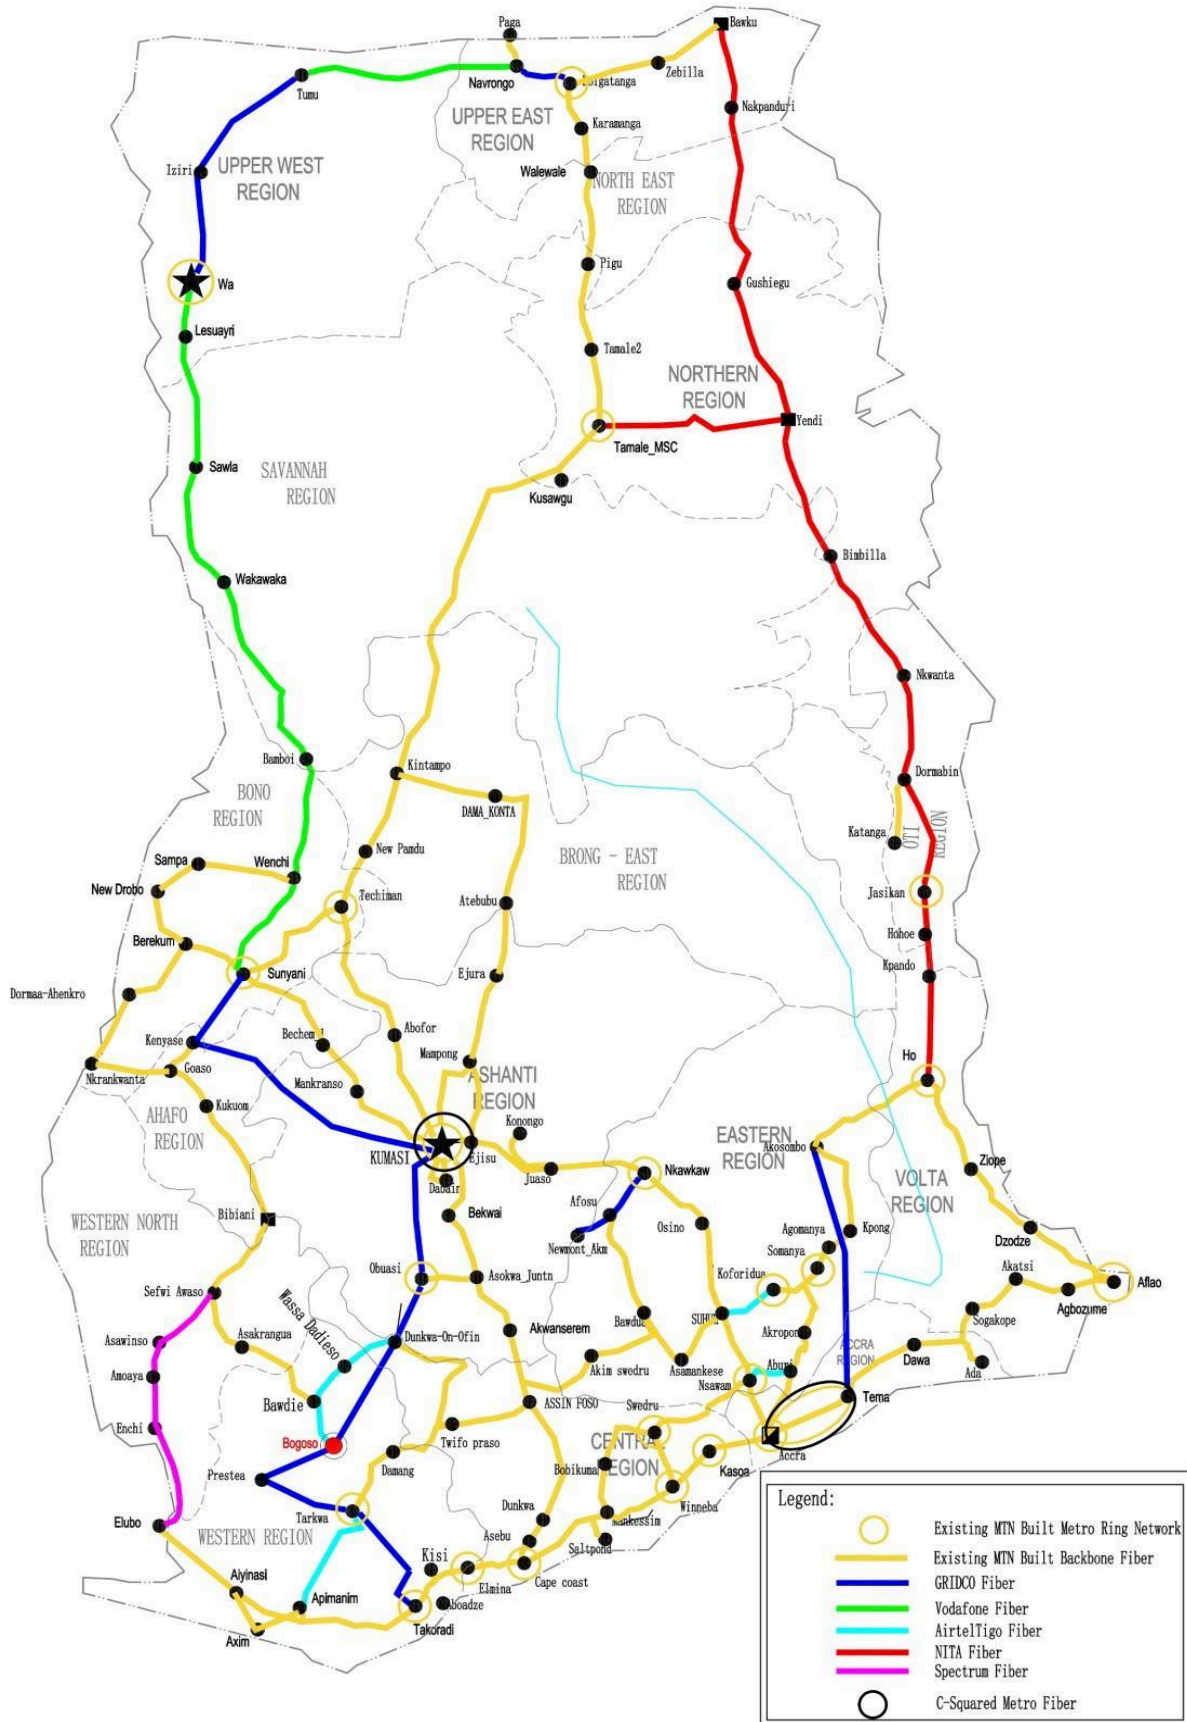 Paga
Bawku
Zebilla
Navrongo
Tumu
Nakpanduri
UPPER EAST
REGION
Karamanga
Iziri
UPPER WEST
REGION
Walewale
NORTH EAST
REGION
Pigu
Wa
Gushiegu
Lesuayri
Tamale2
NORTHERN
REGION
Yendi
Tamale_MSC
Sawla
SAVANNAH
REGION
Kusawgu
Bimbilla
Wakawaka
Nkwanta
Bamboi
Kintampo
Dormabin
BONO
REGION
DAMA_KONTA
Katanga
OTI
REGION
New Pamdu
BRONG - EAST
REGION
Sampa
Wenchi
New Drobo
Techiman
Atebubu
Jasikan
Hohoe
Berekum
Sunyani
Ejura
Kpando
Dormaa-Ahenkro
Kenyase
Bechem_1
Abofor
Mampong
Ho
Nkrankwanta
Goaso
Mankranso
ASHANTI
REGION
AHAFO
REGION
Kukuom
Konongo
EASTERN
REGION
Akosombo
KUMASI
Ejisu
Juaso
Nkawkaw
Ziope
Dabain
VOLTA
REGION
Afosu
WESTERN NORTH
REGION
Bibiani
Bekwai
Newmont_Akm
Osino
Agomanya
Kpong
Dzodze
Somanya
Obuasi
Asokwa_Juntn
Koforidua
Akatsi
Aflao
Sefwi Awaso
Agbozume
Wassa Dadieso
Sogakope
Asawinso
Asakrangua
Dunkwa-On-Ofin
Akwanserem
Bawdua
Amoaya
Akim swedru
Asamankese
Nsawam
Aburi
ACCRA
REGION
Dawa
Ada
Bawdie
ASSIN FOSO
Tema
Enchi
Swedru
Bogoso
Twifo praso
CENTRAL
REGION
Kasoa
Accra
Prestea
Damang
Bobikuma
Winneba
Tarkwa
Dunkwa
Mankessim
Elubo
WESTERN REGION
Asebu
Saltpond
Kisi
Elmina
Cape coast
Aiyinasi
Apimanim
Aboadze
Takoradi
Axim
Legend:
Existing MTN Built Metro Ring Network
Existing MTN Built Backbone Fiber
GRIDCO Fiber
Vodafone Fiber
AirtelTigo Fiber
NITA Fiber
Spectrum Fiber
C-Squared Metro Fiber